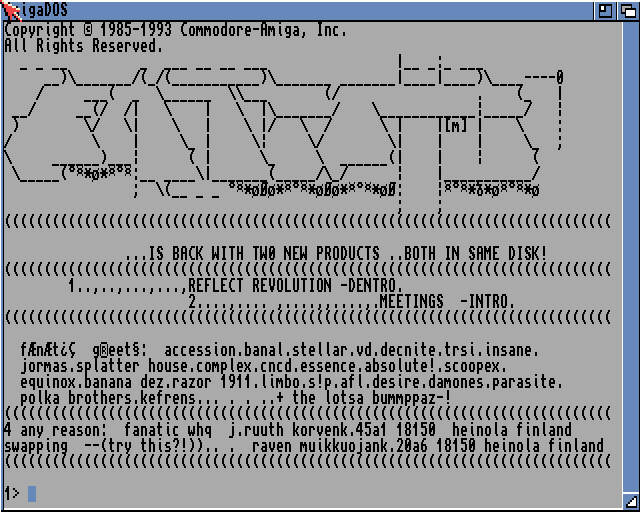 AmigaDOS
Copyright © 1985-1993 Commodore-Amiga, Inc.
All Rights Reserved.
[m]
...IS BACK WITH TW0 NEW PRODUCTS ..BOTH IN SAME DISK!
1..,..,...,...,REFLECT REVOLUTION -DENTRO.
2......,.... ,....,.......MEETINGS -INTRO.
fÆnÆt¿Ç g®eet§¦ accession.banal.stellar.vd.decnite.trsi.insane.
jormas.splatter house.complex.cncd.essence.absolute!.scoopex.
equinox.banana dez.razor 1911.limbo.s!p.afl.desire.damones.parasite.
polka brothers.kefrens... . . ..+ the lotsa bummppaz-!
4 any reason¦ fanatic whq j.ruuth korvenk.45a1 18150 heinola finland
swapping --(try this?!)).. . raven muikkuojank.20a6 18150 heinola finland
1>